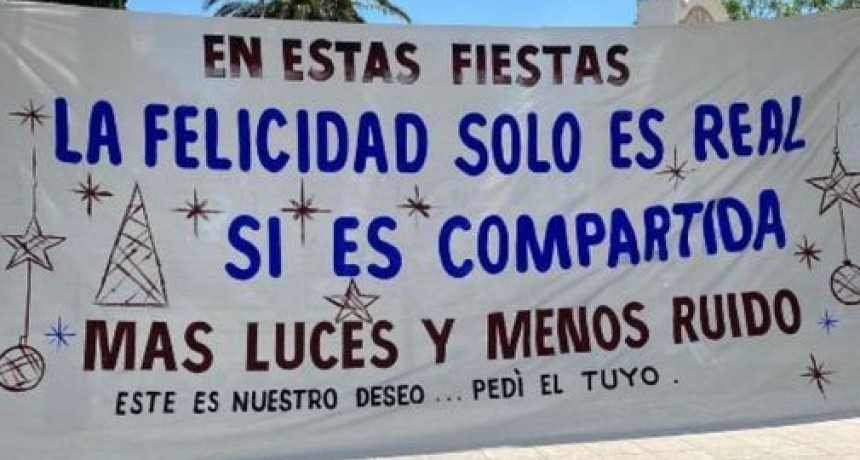 EN ESTAS FIESTAS
LA FELICIDAD SOLO ES REAL
SI ES COMPARTIDA
MAS LUCES Y MENOS RUIDO
ESTE ES NUESTRO DESEO... PEDÌ EL TUYO.